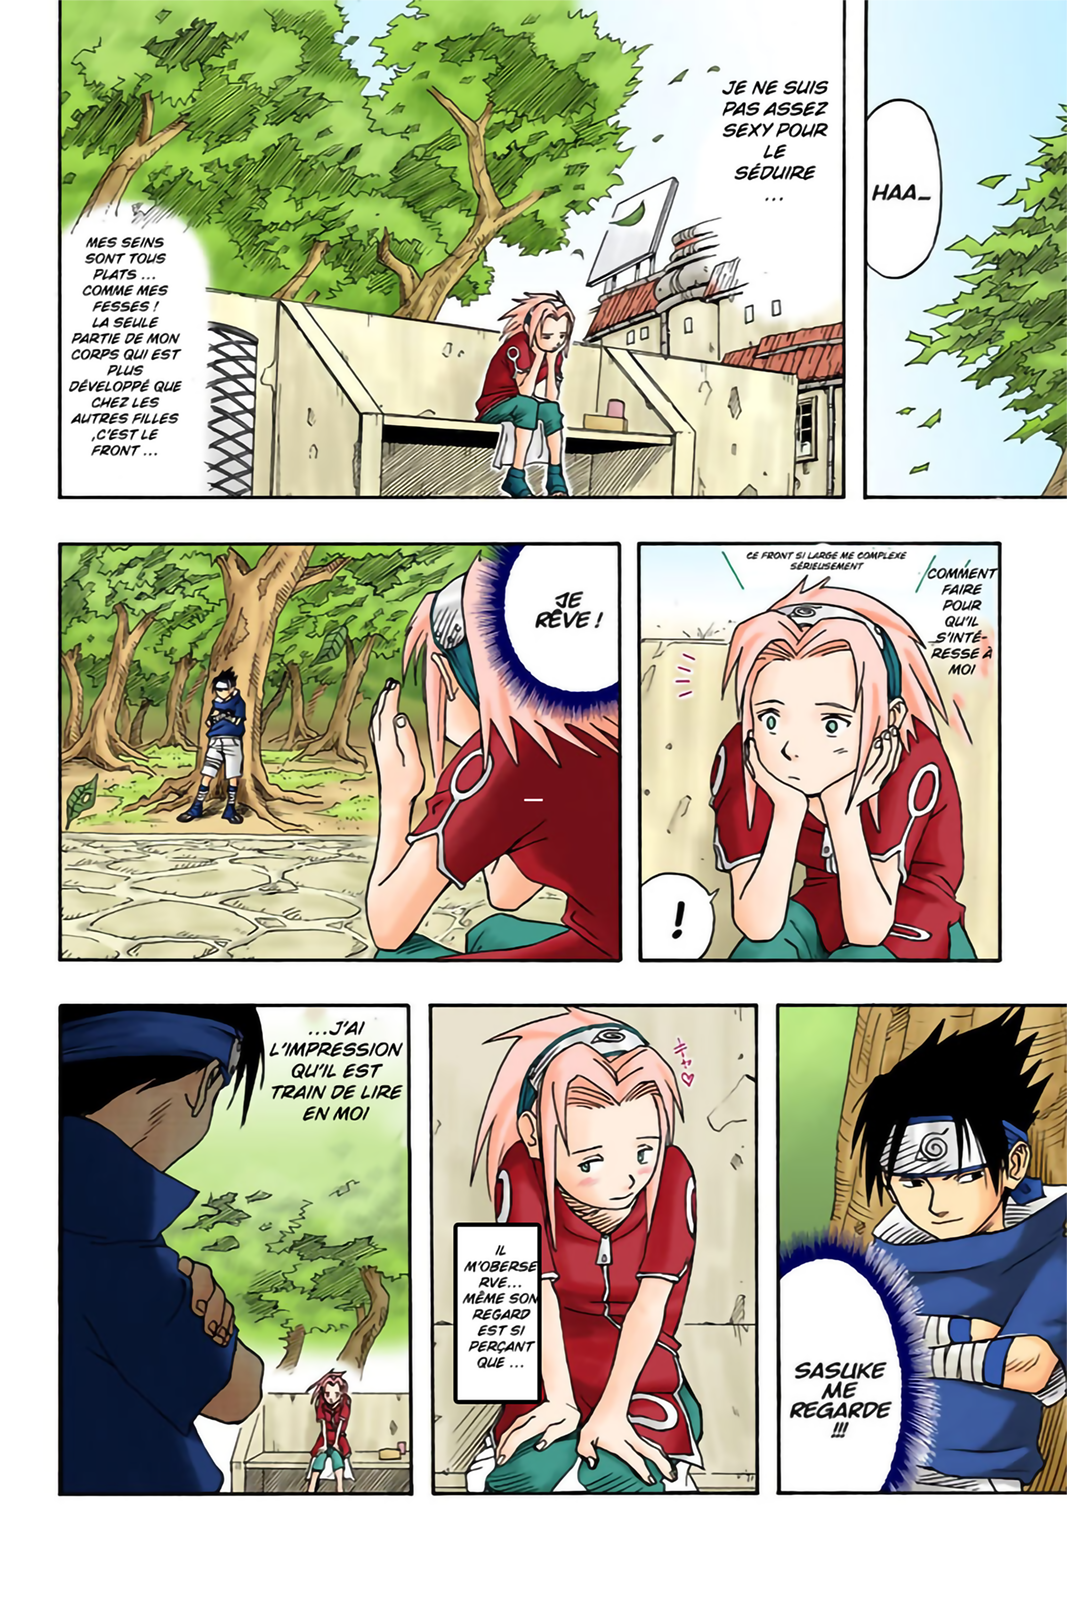 HAA_
JE NE SUIS
PAS ASSEZ
SEXY POUR
LE
SÉDUIRE
...
MES SEINS
SONT TOUS
PLATS ...
COMME MES
FESSES !
LA SEULE
PARTIE DE MON
CORPS QUI EST
PLUS
DÉVELOPPÉ QUE
CHEZ LES
AUTRES FILLES
,C'EST LE
FRONT ...
CE FRONT SI LARGE ME COMPLEXE
SÉRIEUSEMENT
COMMENT
FAIRE
POUR
QU'IL
S'INTÉ-
RESSE À
MOI
!
JE
RÊVE !
SASUKE
ME
REGARDE
!!!
IL
M'OBERSE
RVE...
MÊME SON
REGARD
EST SI
PERÇANT
QUE ...
...J'AI
L'IMPRESSION
QU'IL EST
TRAIN DE LIRE
EN MOI